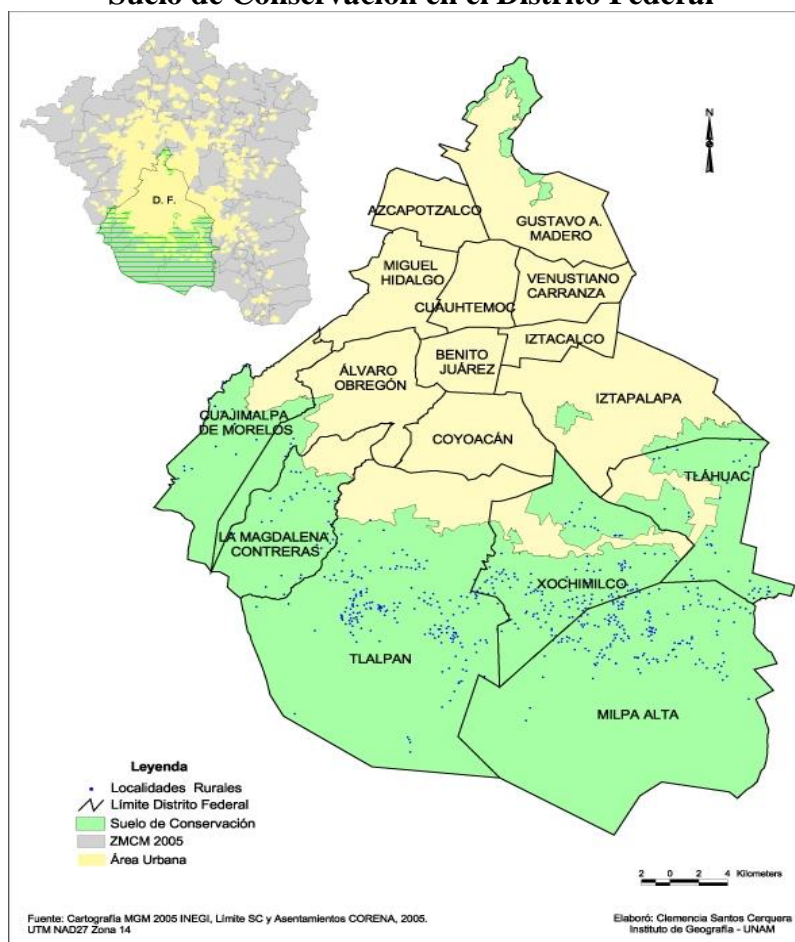 Suelo de Conservación en el Distrito Federal
D. F.
N
AZCAPOTZALCO
GUSTAVO A.
MADERO
MIGUEL
HIDALGO
VENUSTIANO
CARRANZA
CUAUHTEMOC
IZTACALCO
BENITO
JUÁREZ
ÁLVARO
OBREGÓN
IZTAPALAPA
CUAJIMALPA
DE MORELOS
COYOACÁN
TLÁHUAC
LA MAGDALENA
CONTRERAS
XOCHIMILCO
TLALPAN
MILPA ALTA
Leyenda
Localidades Rurales
Límite Distrito Federal
Suelo de Conservación
ZMCM 2005
Área Urbana
2 0 2 4 Kilometers
Fuente: Cartografía MGM 2005 INEGI, Límite SC y Asentamientos CORENA, 2005.
UTM NAD27 Zona 14
Elaboró: Clemencia Santos Cerquera
Instituto de Geografía - UNAM